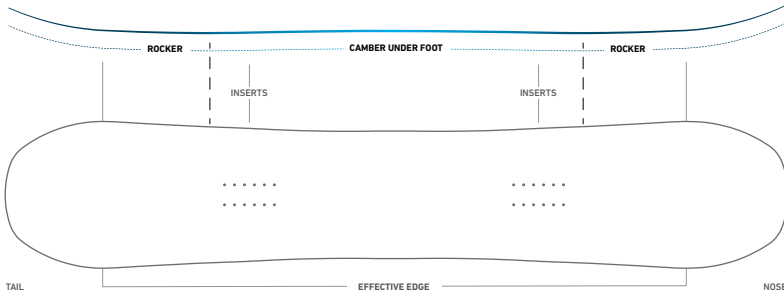 ROCKER CAMBER UNDER FOOT ROCKER
INSERTS INSERTS
TAIL EFFECTIVE EDGE NOSE